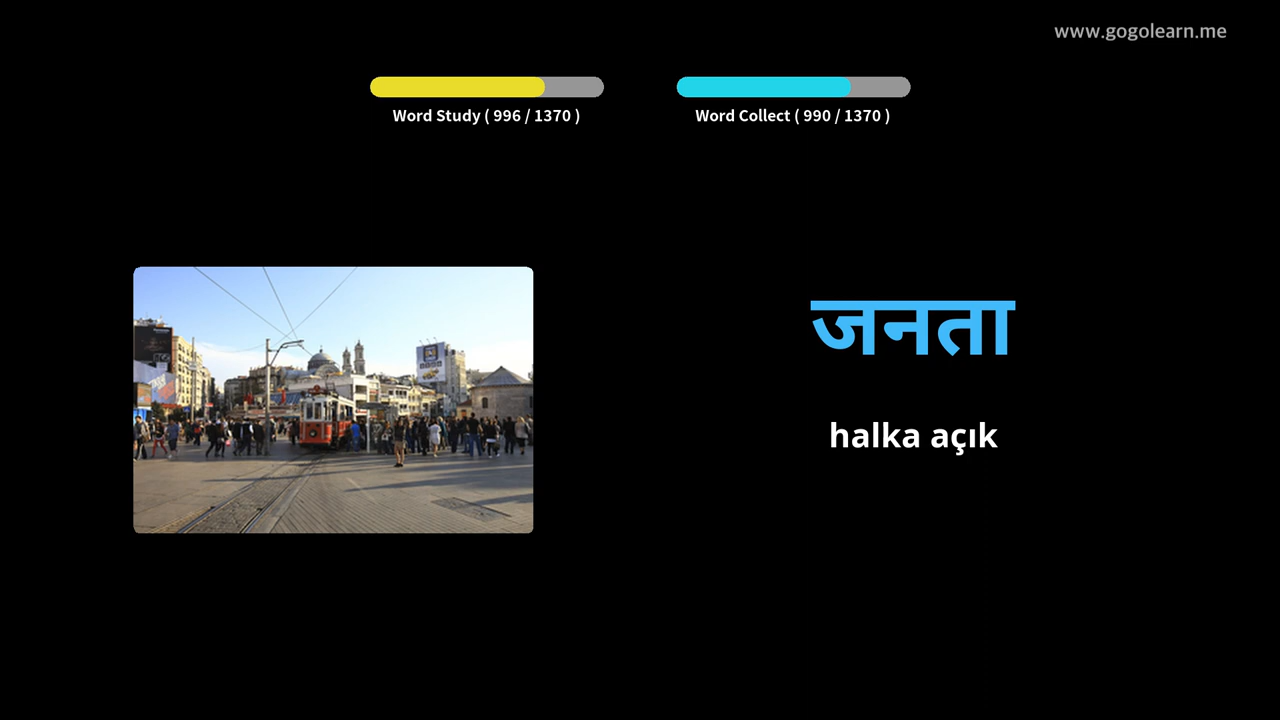 www.gogolearn.me
Word Study ( 996 / 1370 )
Word Collect ( 990 / 1370 )
जनता
halka açık